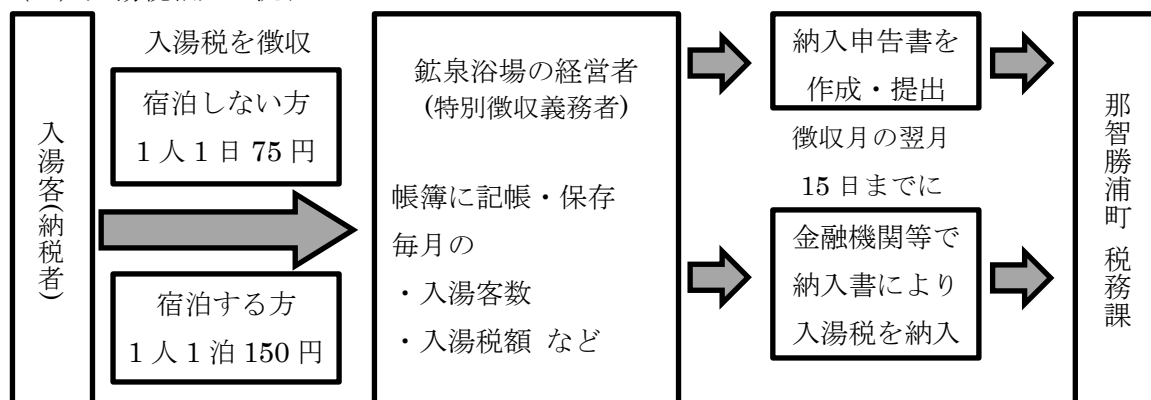 入湯客(納税者)
入湯税を徴収
宿泊しない方
1人1日75円
宿泊する方
1人1泊150円
鉱泉浴場の経営者
(特別徴収義務者)
帳簿に記帳・保存
毎月の
・入湯客数
・入湯税額 など
納入申告書を
作成・提出
徴収月の翌月
15日までに
金融機関等で
納入書により
入湯税を納入
那智勝浦町 税務課